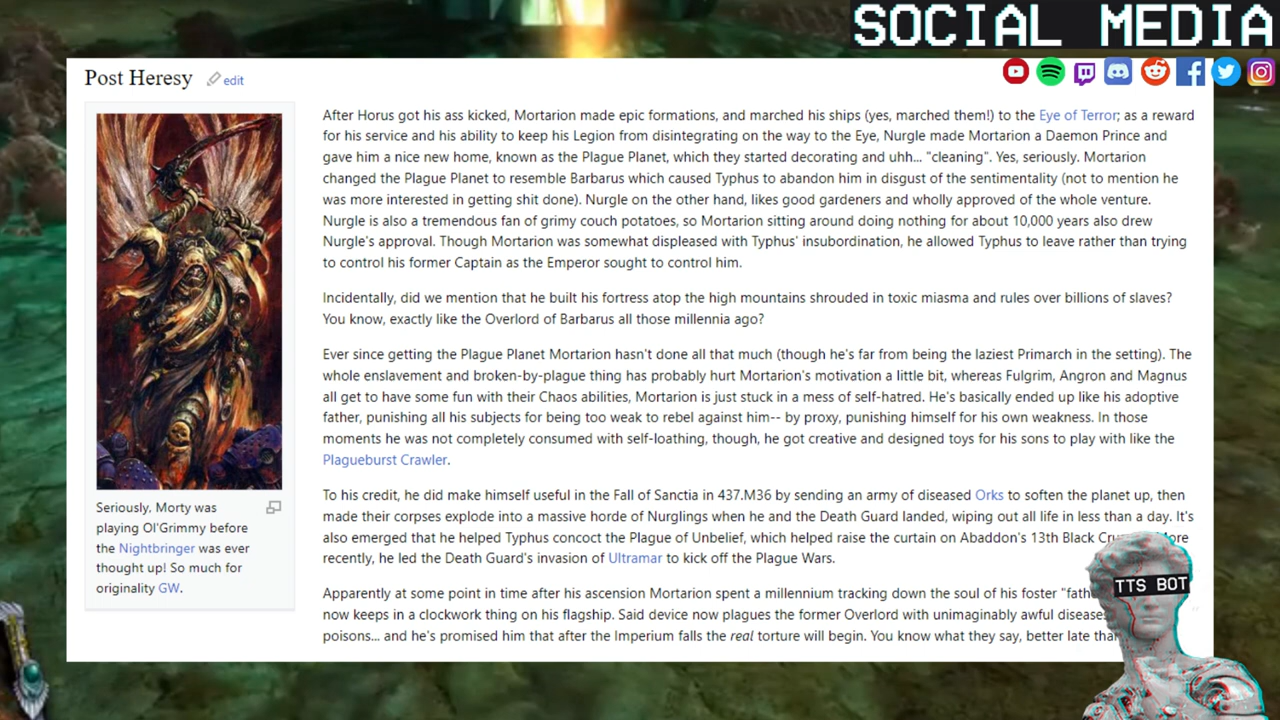 SOCIAL MEDIA
Post Heresy edit
After Horus got his ass kicked, Mortarion made epic formations, and marched his ships (yes, marched them!) to the Eye of Terror; as a reward
for his service and his ability to keep his Legion from disintegrating on the way to the Eye, Nurgle made Mortarion a Daemon Prince and
gave him a nice new home, known as the Plague Planet, which they started decorating and uhh... "cleaning". Yes, seriously. Mortarion
changed the Plague Planet to resemble Barbarus which caused Typhus to abandon him in disgust of the sentimentality (not to mention he
was more interested in getting shit done). Nurgle on the other hand, likes good gardeners and wholly approved of the whole venture.
Nurgle is also a tremendous fan of grimy couch potatoes, so Mortarion sitting around doing nothing for about 10,000 years also drew
Nurgle's approval. Though Mortarion was somewhat displeased with Typhus' insubordination, he allowed Typhus to leave rather than trying
to control his former Captain as the Emperor sought to control him.
Incidentally, did we mention that he built his fortress atop the high mountains shrouded in toxic miasma and rules over billions of slaves?
You know, exactly like the Overlord of Barbarus all those millennia ago?
Ever since getting the Plague Planet Mortarion hasn't done all that much (though he's far from being the laziest Primarch in the setting). The
whole enslavement and broken-by-plague thing has probably hurt Mortarion's motivation a little bit, whereas Fulgrim, Angron and Magnus
all get to have some fun with their Chaos abilities, Mortarion is just stuck in a mess of self-hatred. He's basically ended up like his adoptive
father, punishing all his subjects for being too weak to rebel against him-- by proxy, punishing himself for his own weakness. In those
moments he was not completely consumed with self-loathing, though, he got creative and designed toys for his sons to play with like the
Plagueburst Crawler.
To his credit, he did make himself useful in the Fall of Sanctia in 437.M36 by sending an army of diseased Orks to soften the planet up, then
made their corpses explode into a massive horde of Nurglings when he and the Death Guard landed, wiping out all life in less than a day. It's
also emerged that he helped Typhus concoct the Plague of Unbelief, which helped raise the curtain on Abaddon's 13th Black
recently, he led the Death Guard's invasion of Ultramar to kick off the Plague Wars.
Apparently at some point in time after his ascension Mortarion spent a millennium tracking down the soul of his foster
now keeps in a clockwork thing on his flagship. Said device now plagues the former Overlord with unimaginably awful
poisons... and he's promised him that after the Imperium falls the real torture will begin. You know what they say, better late
Seriously, Morty was
playing Ol'Grimmy before
the Nightbringer was ever
thought up! So much for
originality GW.
TTS BOT